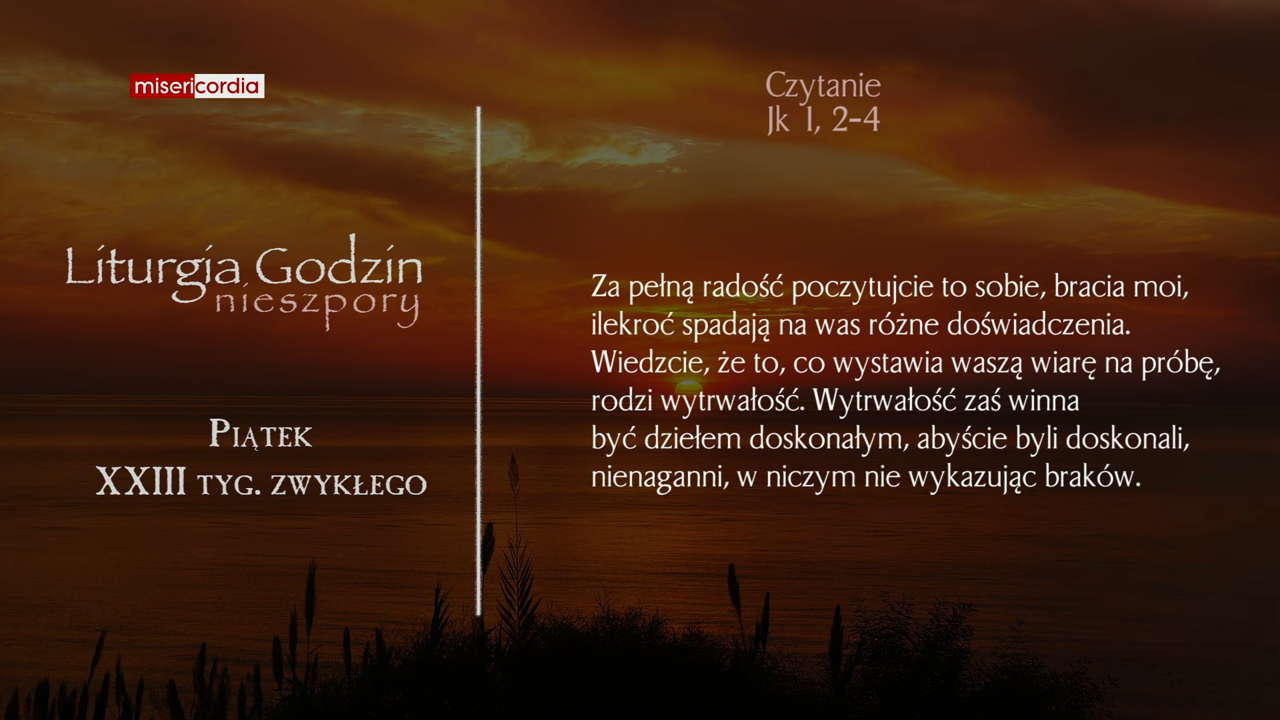 misericordia
Liturgia Godzin
nieszpory
Piątek
XXIII tyg. zwykłego
Czytanie
Jk 1, 2-4
Za pełną radość poczytujcie to sobie, bracia moi,
ilekroć spadają na was różne doświadczenia.
Wiedzcie, że to, co wystawia waszą wiarę na próbę,
rodzi wytrwałość. Wytrwałość zaś winna
być dziełem doskonałym, abyście byli doskonali,
nienaganni, w niczym nie wykazując braków.